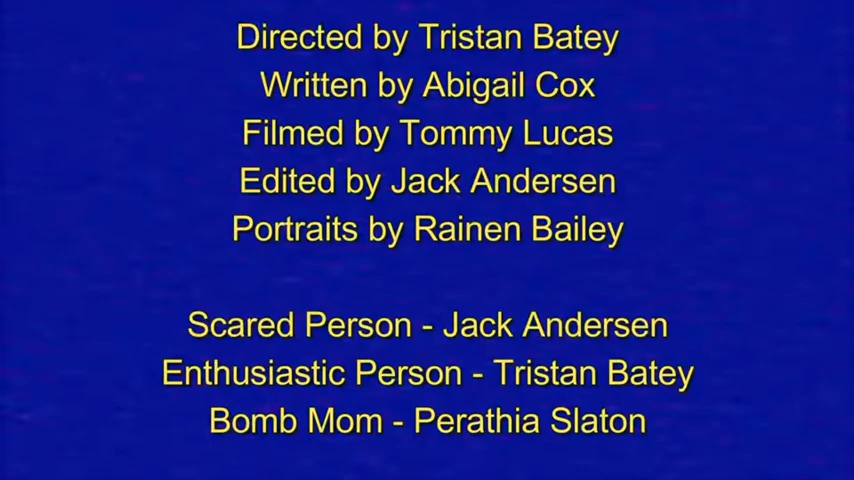 Directed by Tristan Batey
Written by Abigail Cox
Filmed by Tommy Lucas
Edited by Jack Andersen
Portraits by Rainen Bailey
Scared Person - Jack Andersen
Enthusiastic Person - Tristan Batey
Bomb Mom - Perathia Slaton